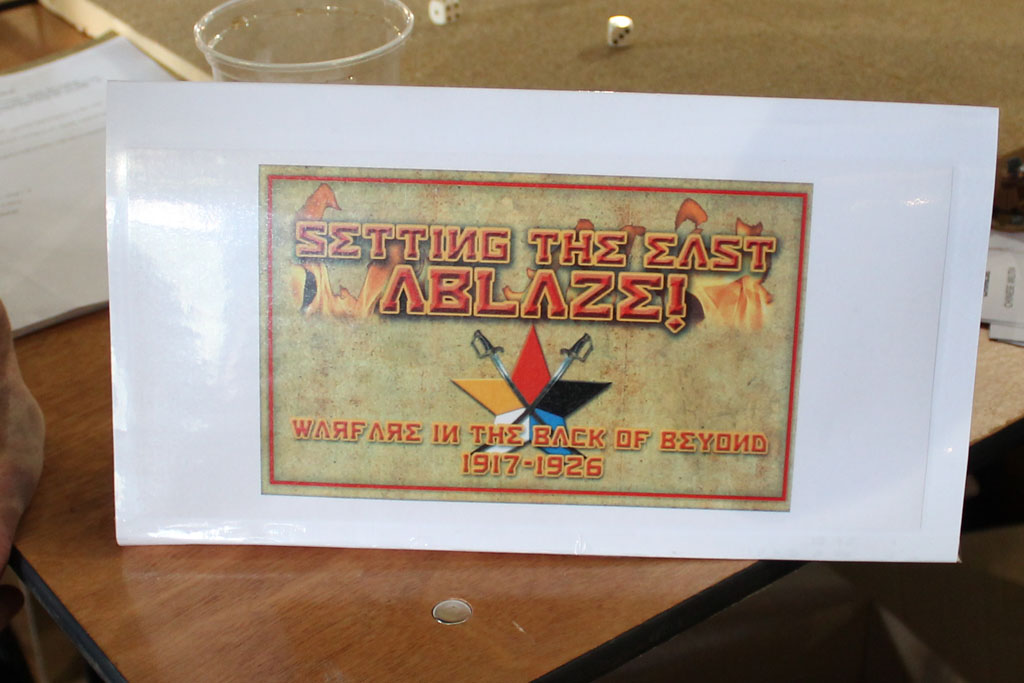 SETTING THE EAST
ABLAZE!
WARFARE IN THE BACK OF BEYOND
1917-1926